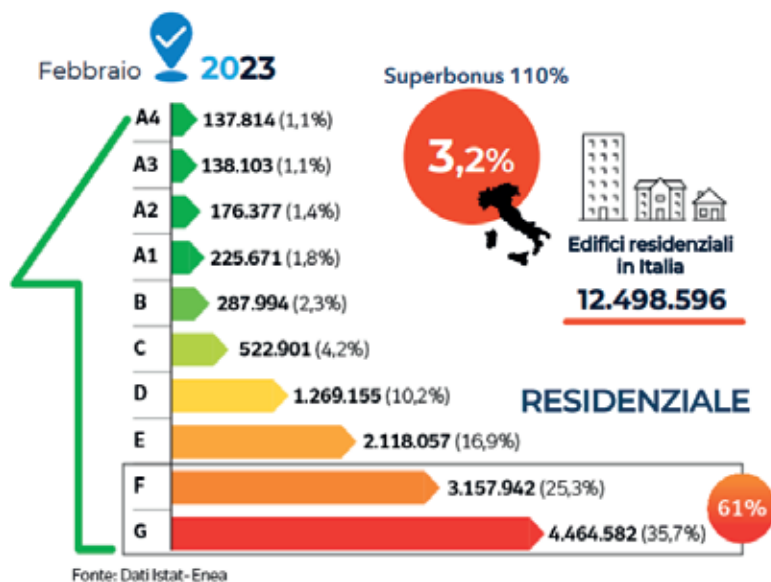 Febbraio 2023
Superbonus 110%
3,2%
Edifici residenziali
in Italia
12.498.596
A4 137.814 (1,1%)
A3 138.103 (1,1%)
A2 176.377 (1,4%)
A1 225.671 (1,8%)
B 287.994 (2,3%)
C 522.901 (4,2%)
D 1.269.155 (10,2%)
RESIDENZIALE
E 2.118.057 (16,9%)
F 3.157.942 (25,3%)
61%
G 4.464.582 (35,7%)
Fonte: Dati Istat-Enea